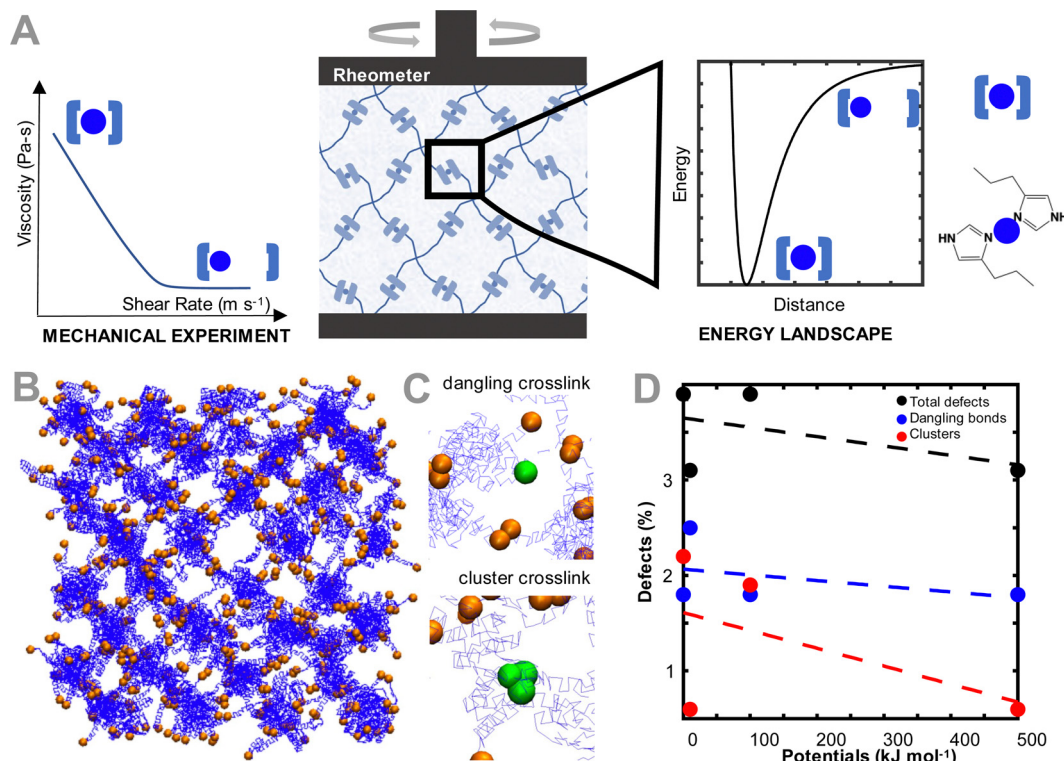 A
Viscosity (Pa-s)
Shear Rate (m s⁻¹)
MECHANICAL EXPERIMENT
Rheometer
Energy
Distance
ENERGY LANDSCAPE
N
NH
HN
N
B
C
dangling crosslink
cluster crosslink
D
Total defects
Dangling bonds
Clusters
Defects (%)
3
2
1
0
100
200
300
400
500
Potentials (kJ mol⁻¹)